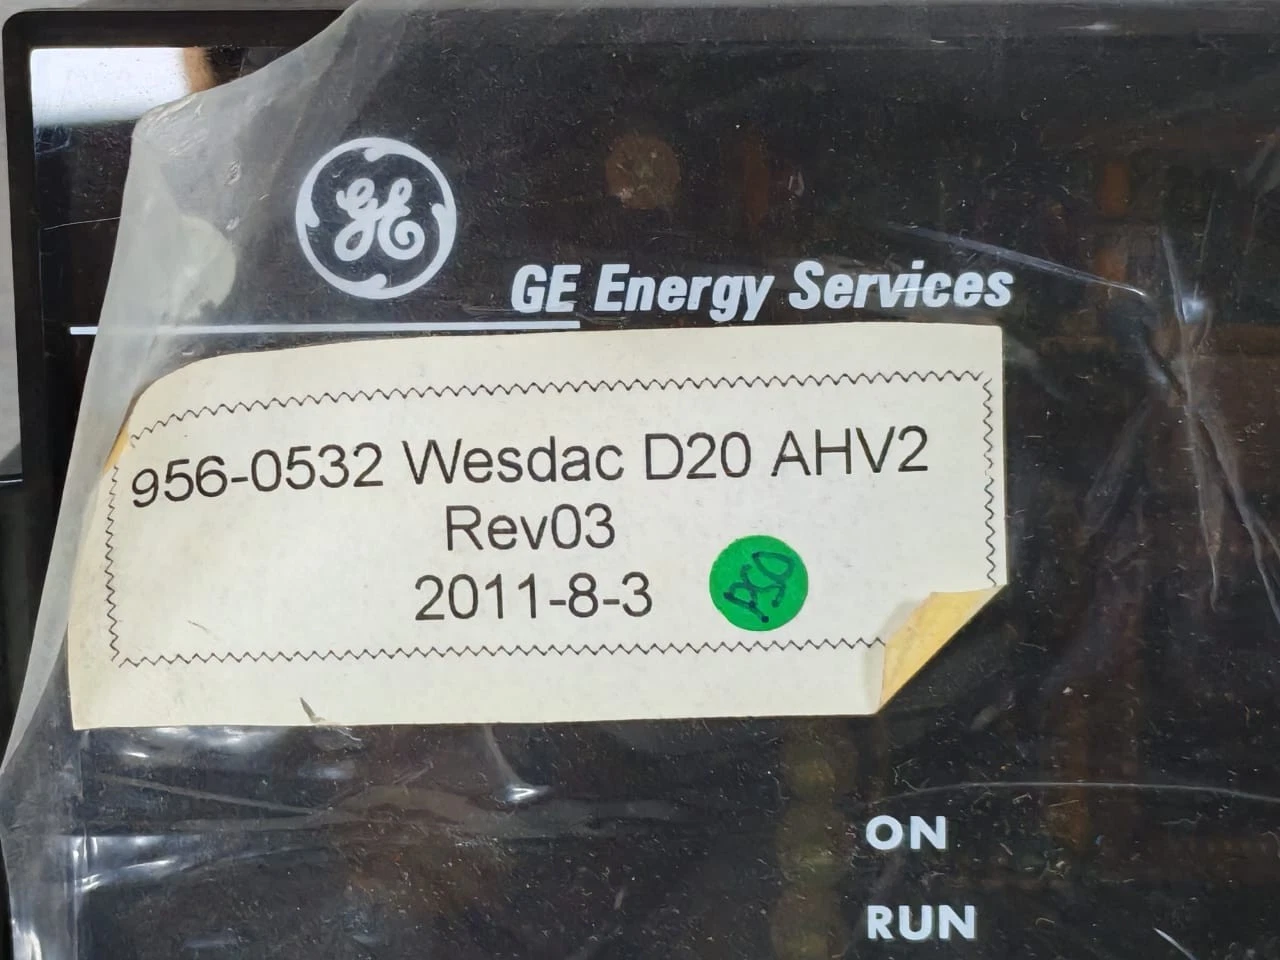 GE
GE Energy Services
956-0532 Wesdac D20 AHV2
Rev03
2011-8-3
ON
RUN